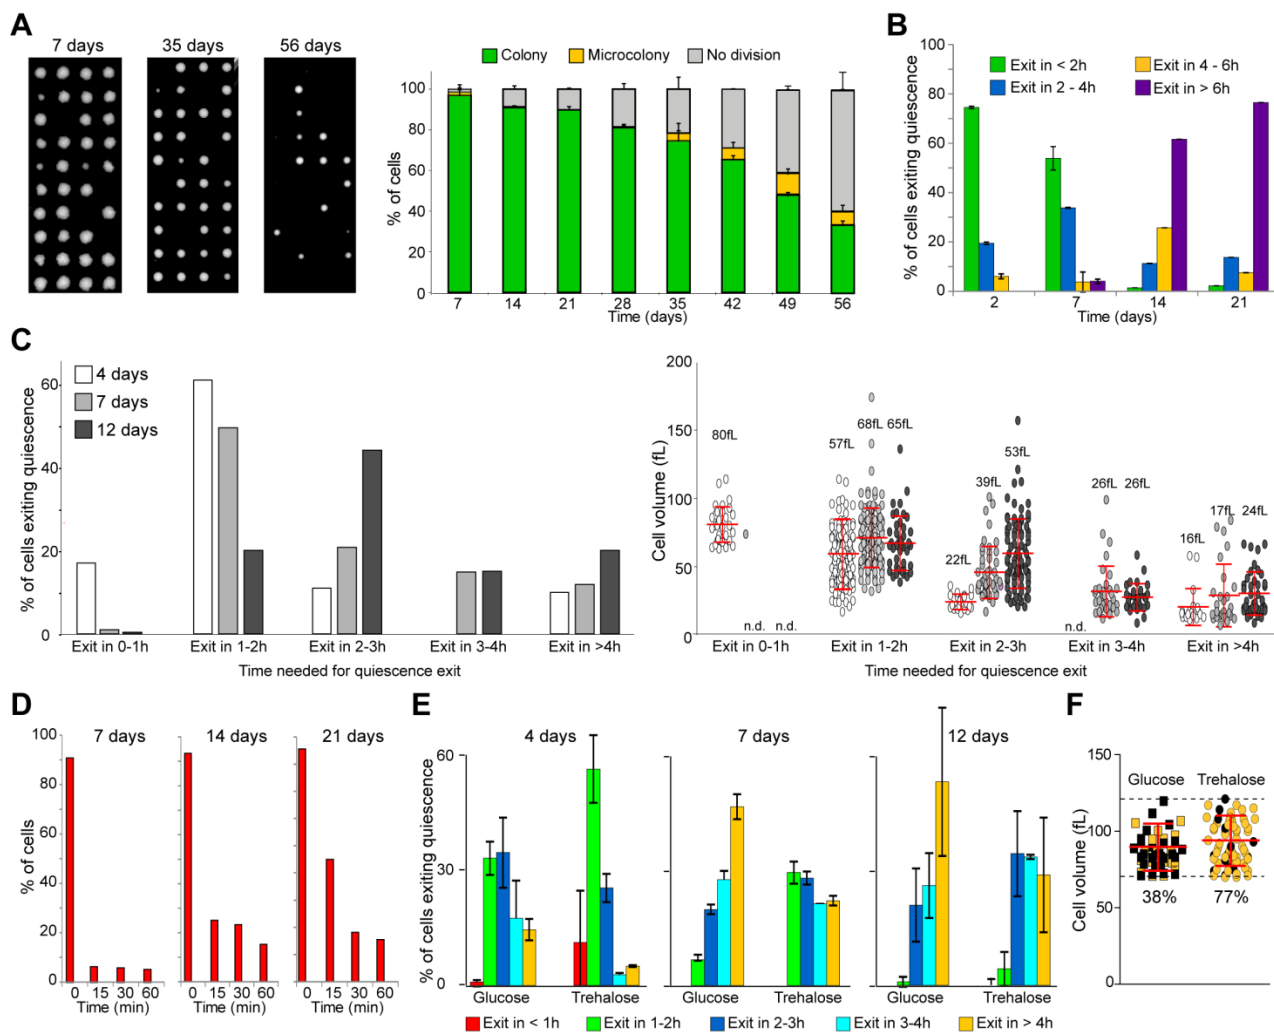 A
7 days
35 days
56 days
Colony
Microcolony
No division
% of cells
100
80
60
40
20
0
7 14 21 28 35 42 49 56
Time (days)
B
% of cells exiting quiescence
100
80
60
40
20
0
Exit in < 2h
Exit in 2 - 4h
Exit in 4 - 6h
Exit in > 6h
2 7 14 21
Time (days)
C
% of cells exiting quiescence
60
40
20
0
4 days
7 days
12 days
Exit in 0-1h Exit in 1-2h Exit in 2-3h Exit in 3-4h Exit in >4h
Time needed for quiescence exit
Cell volume (fL)
200
150
100
50
0
80fL
n.d. n.d.
57fL 68fL 65fL
22fL 39fL 53fL
n.d. 26fL 26fL
16fL 17fL 24fL
Exit in 0-1h Exit in 1-2h Exit in 2-3h Exit in 3-4h Exit in >4h
Time needed for quiescence exit
D
% of cells
100
80
60
40
20
0
7 days
14 days
21 days
0 15 30 60
Time (min)
0 15 30 60
Time (min)
0 15 30 60
Time (min)
E
% of cells exiting quiescence
60
30
0
4 days
7 days
12 days
Glucose Trehalose
Glucose Trehalose
Glucose Trehalose
Exit in < 1h
Exit in 1-2h
Exit in 2-3h
Exit in 3-4h
Exit in > 4h
F
Cell volume (fL)
150
100
50
0
Glucose Trehalose
38% 77%